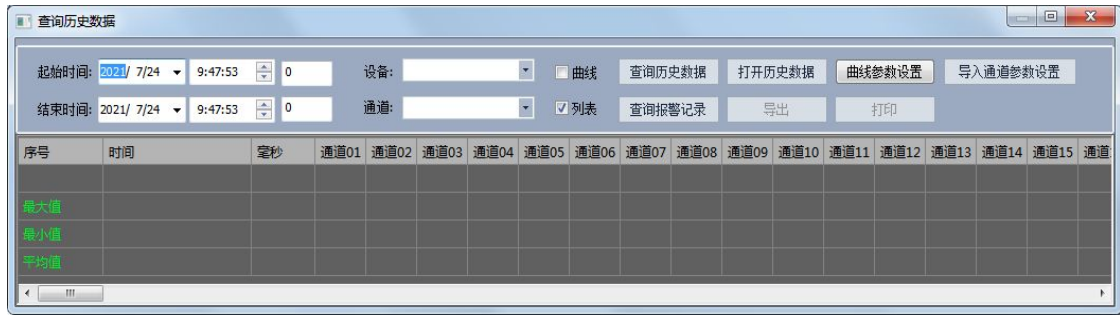 查询历史数据
起始时间: 2021/ 7/24 9:47:53 0 设备: 曲线 查询历史数据 打开历史数据 曲线参数设置 导入通道参数设置
结束时间: 2021/ 7/24 9:47:53 0 通道: 列表 查询报警记录 导出 打印
序号 时间 毫秒 通道01 通道02 通道03 通道04 通道05 通道06 通道07 通道08 通道09 通道10 通道11 通道12 通道13 通道14 通道15 通道
最大值
最小值
平均值